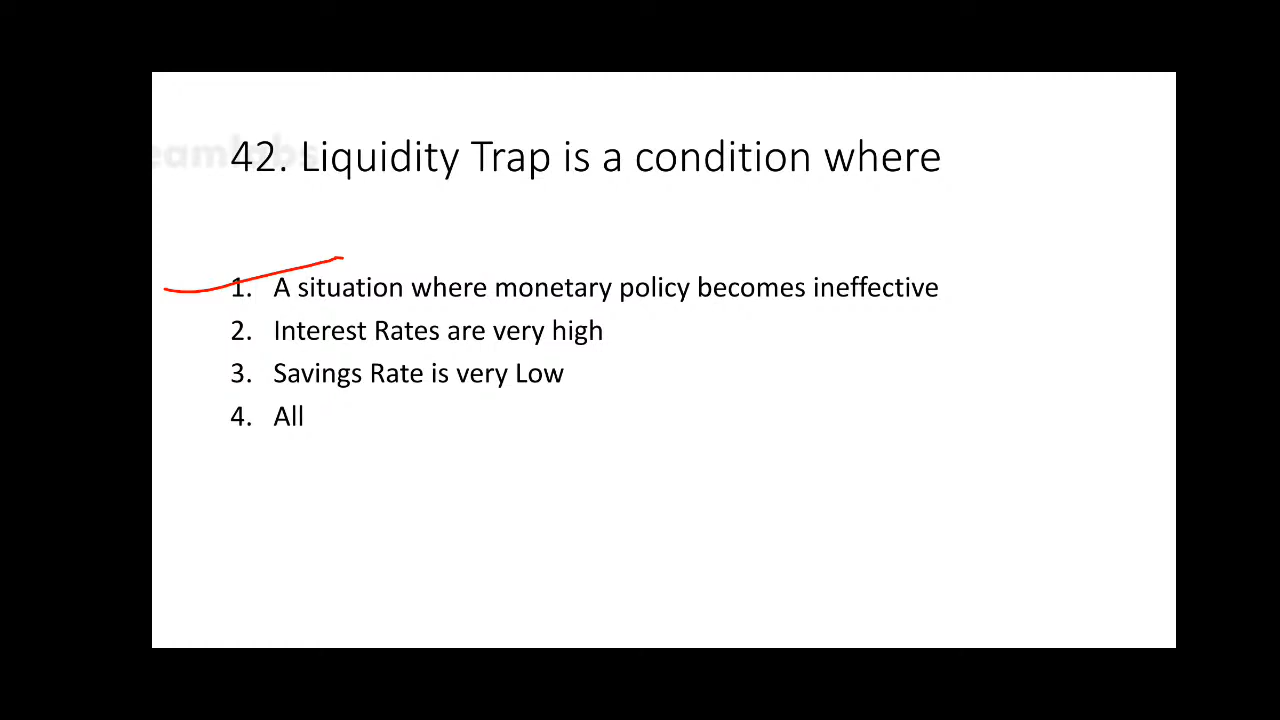 42. Liquidity Trap is a condition where
1. A situation where monetary policy becomes ineffective
2. Interest Rates are very high
3. Savings Rate is very Low
4. All